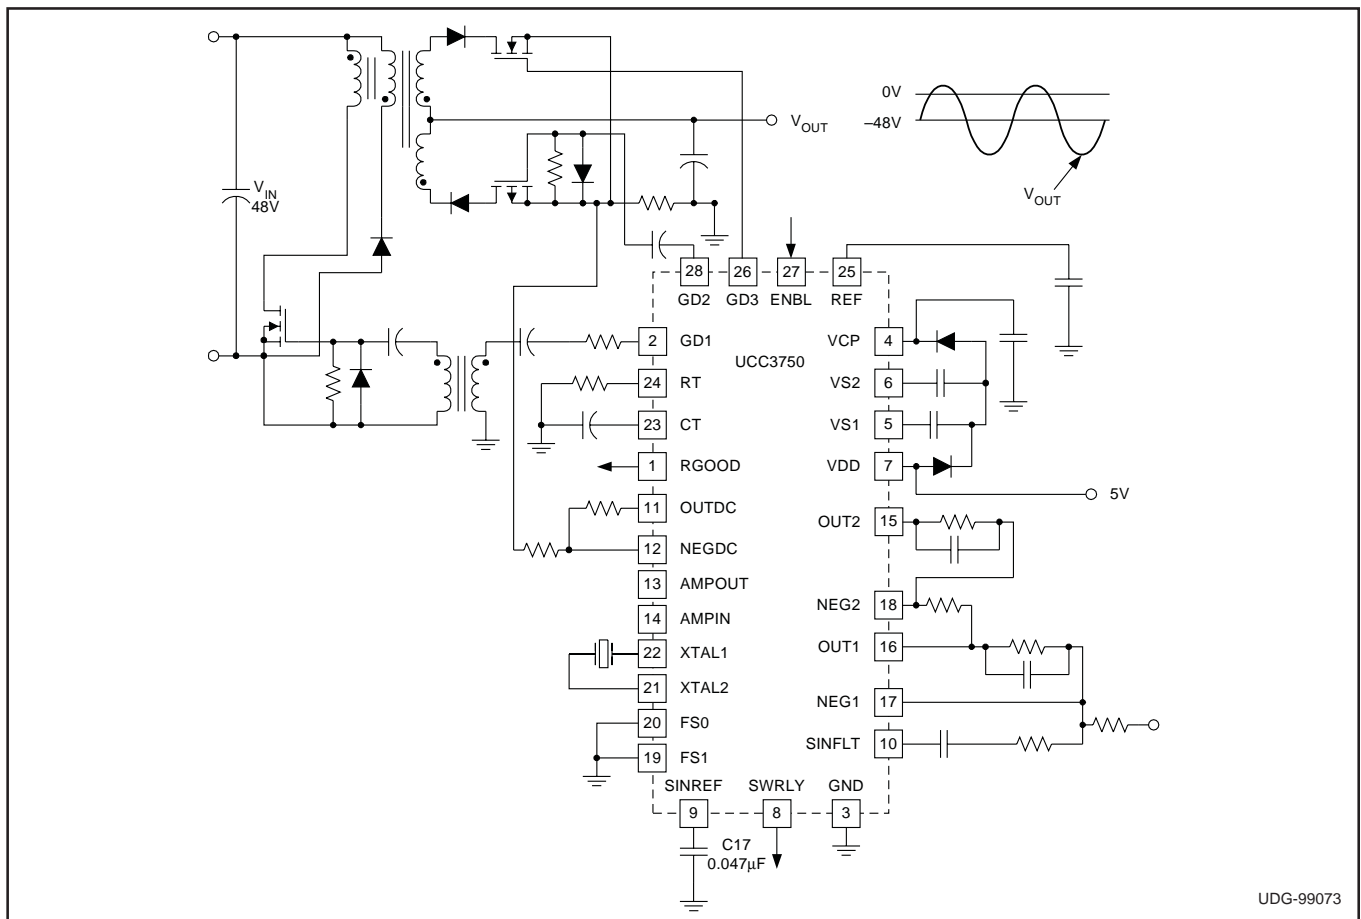 0V
–48V
VOUT
VOUT
VIN
48V
28
26
27
25
GD2
GD3
ENBL
REF
2
GD1
VCP
4
UCC3750
24
RT
VS2
6
23
CT
VS1
5
1
RGOOD
VDD
7
5V
11
OUTDC
OUT2
15
12
NEGDC
13
AMPOUT
NEG2
18
14
AMPIN
OUT1
16
22
XTAL1
21
XTAL2
NEG1
17
20
FS0
SINFLT
10
19
FS1
SINREF
SWRLY
GND
9
8
3
C17
0.047µF
UDG-99073